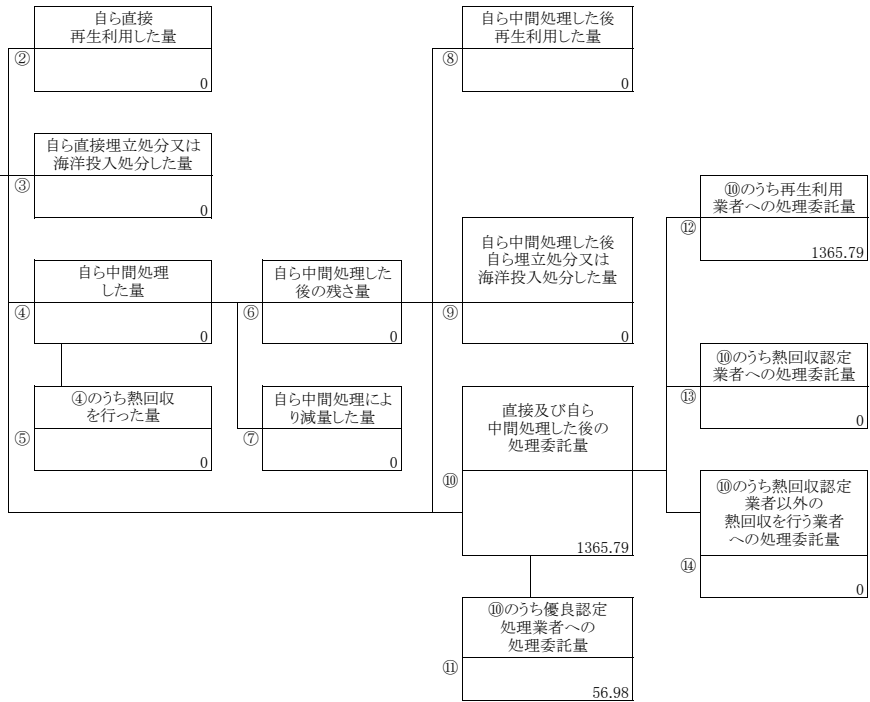 自ら直接
再生利用した量
②
0
自ら中間処理した後
再生利用した量
⑧
0
自ら直接埋立処分又は
海洋投入処分した量
③
0
⑩のうち再生利用
業者への処理委託量
⑫
1365.79
自ら中間処理
した量
④
0
自ら中間処理した
後の残さ量
⑥
0
自ら中間処理した後
自ら埋立処分又は
海洋投入処分した量
⑨
0
⑩のうち熱回収認定
業者への処理委託量
⑬
0
④のうち熱回収
を行った量
⑤
0
自ら中間処理によ
り減量した量
⑦
0
直接及び自ら
中間処理した後の
処理委託量
⑩
1365.79
⑩のうち熱回収認定
業者以外の
熱回収を行う業者
への処理委託量
⑭
0
⑩のうち優良認定
処理業者への
処理委託量
⑪
56.98